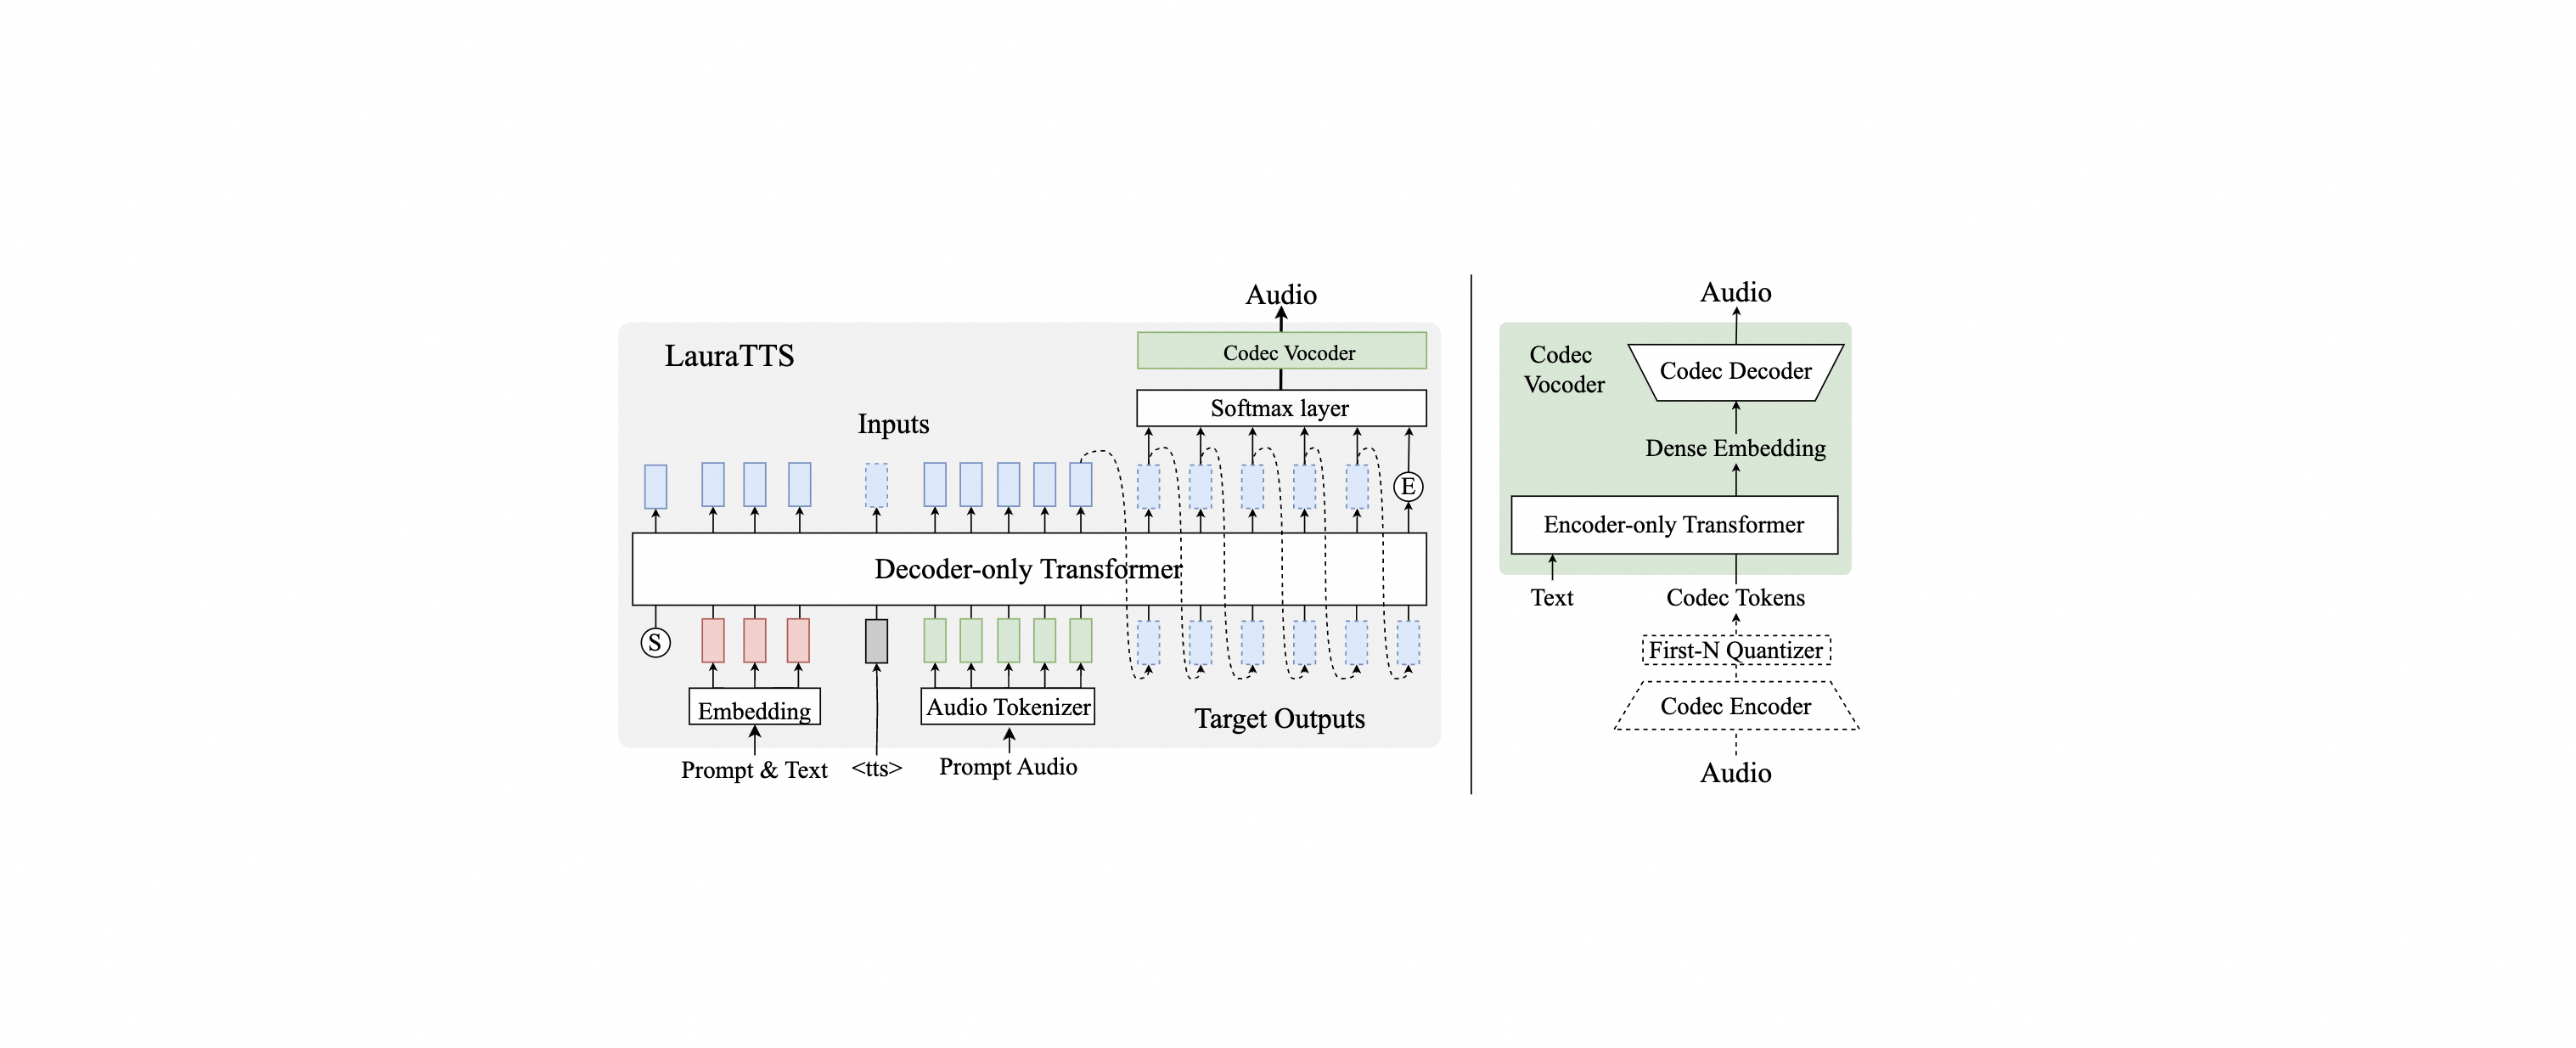 Audio
LauraTTS
Codec Vocoder
Softmax layer
Inputs
E
Decoder-only Transformer
S
Embedding
Audio Tokenizer
Target Outputs
Prompt & Text
<tts>
Prompt Audio
Audio
Codec
Vocoder
Codec Decoder
Dense Embedding
Encoder-only Transformer
Text
Codec Tokens
First-N Quantizer
Codec Encoder
Audio